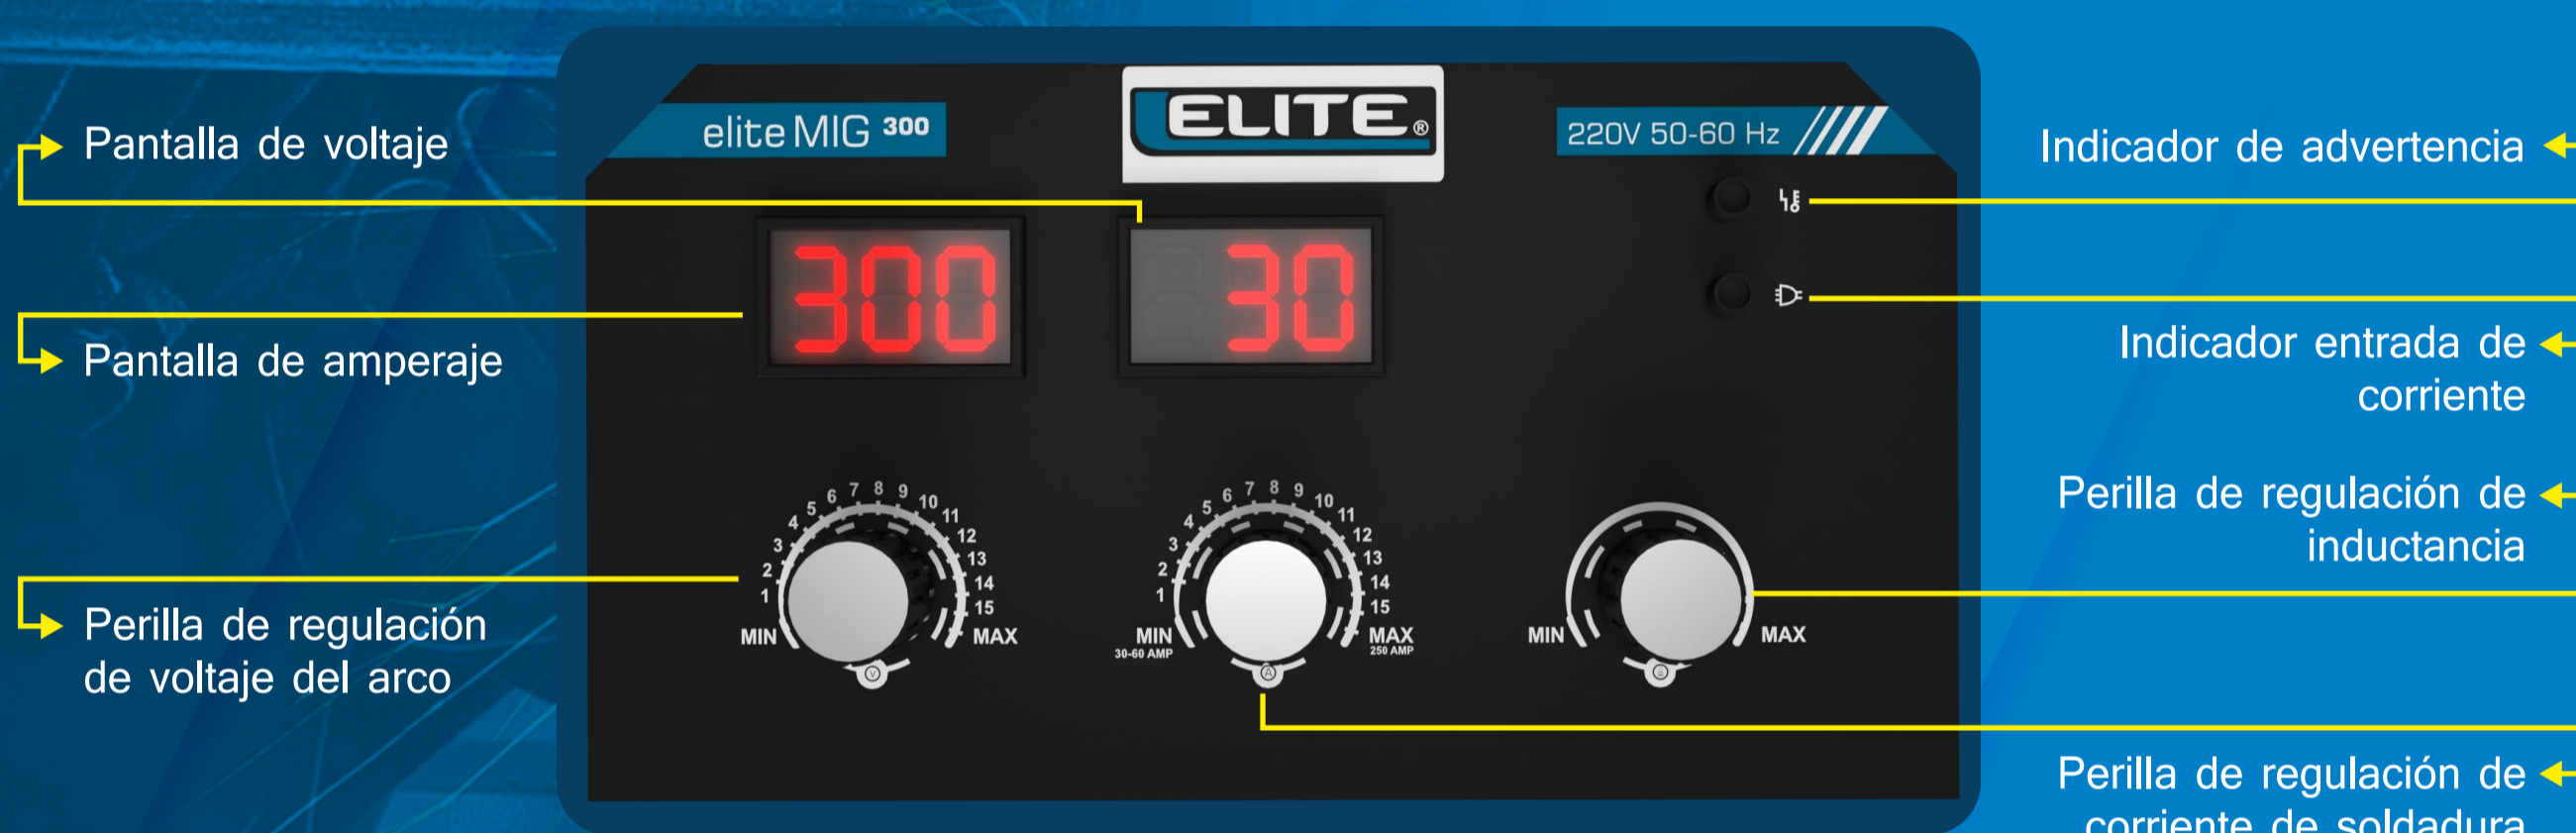 Pantalla de voltaje
Pantalla de amperaje
Perilla de regulación
de voltaje del arco
elite MIG 300
ELITE®
220V 50-60 Hz
300
30
1 2 3 4 5 6 7 8 9 10 11 12 13 14 15
MIN MAX
V
1 2 3 4 5 6 7 8 9 10 11 12 13 14 15
MIN MAX
30-60 AMP 250 AMP
A
MIN MAX
Indicador de advertencia
Indicador entrada de
corriente
Perilla de regulación de
inductancia
Perilla de regulación de
corriente de soldadura